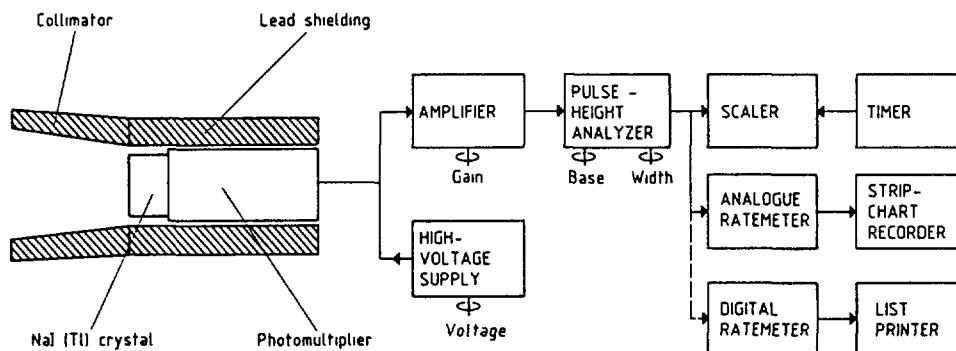 Collimator
Lead shielding
AMPLIFIER
Gain
PULSE -
HEIGHT
ANALYZER
Base Width
SCALER
TIMER
ANALOGUE
RATEMETER
STRIP-
CHART
RECORDER
HIGH-
VOLTAGE
SUPPLY
Voltage
DIGITAL
RATEMETER
LIST
PRINTER
NaI (Tl) crystal
Photomultiplier